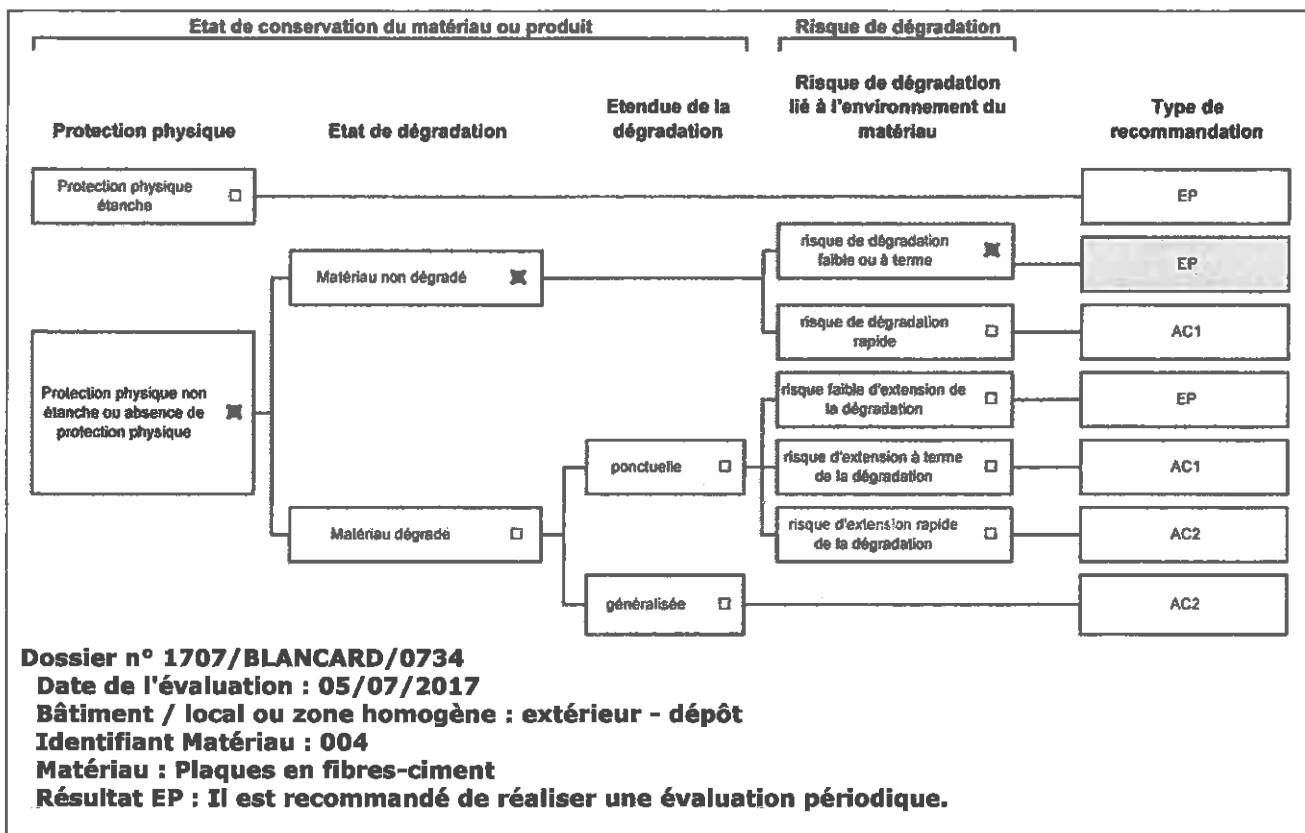 Etat de conservation du matériau ou produit
Risque de dégradation
Protection physique
Etat de dégradation
Etendue de la
dégradation
Risque de dégradation
lié à l'environnement du
matériau
Type de
recommandation
Protection physique
étanche
EP
Matériau non dégradé
risque de dégradation
faible ou à terme
EP
risque de dégradation
rapide
AC1
Protection physique non
étanche ou absence de
protection physique
risque faible d'extension de
la dégradation
EP
ponctuelle
risque d'extension à terme
de la dégradation
AC1
Matériau dégradé
risque d'extension rapide
de la dégradation
AC2
généralisée
AC2
Dossier n° 1707/BLANCARD/0734
Date de l'évaluation : 05/07/2017
Bâtiment / local ou zone homogène : extérieur - dépôt
Identifiant Matériau : 004
Matériau : Plaques en fibres-ciment
Résultat EP : Il est recommandé de réaliser une évaluation périodique.